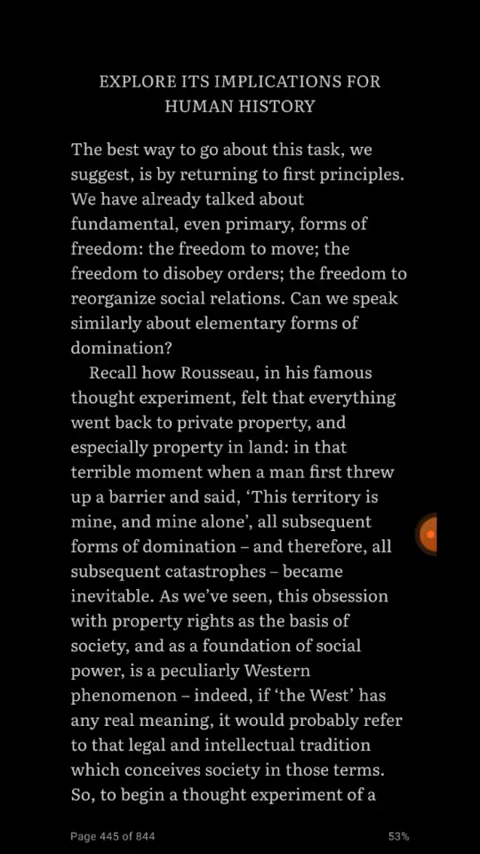 EXPLORE ITS IMPLICATIONS FOR
HUMAN HISTORY
The best way to go about this task, we
suggest, is by returning to first principles.
We have already talked about
fundamental, even primary, forms of
freedom: the freedom to move; the
freedom to disobey orders; the freedom to
reorganize social relations. Can we speak
similarly about elementary forms of
domination?
Recall how Rousseau, in his famous
thought experiment, felt that everything
went back to private property, and
especially property in land: in that
terrible moment when a man first threw
up a barrier and said, ‘This territory is
mine, and mine alone’, all subsequent
forms of domination – and therefore, all
subsequent catastrophes – became
inevitable. As we’ve seen, this obsession
with property rights as the basis of
society, and as a foundation of social
power, is a peculiarly Western
phenomenon – indeed, if ‘the West’ has
any real meaning, it would probably refer
to that legal and intellectual tradition
which conceives society in those terms.
So, to begin a thought experiment of a
Page 445 of 844 53%